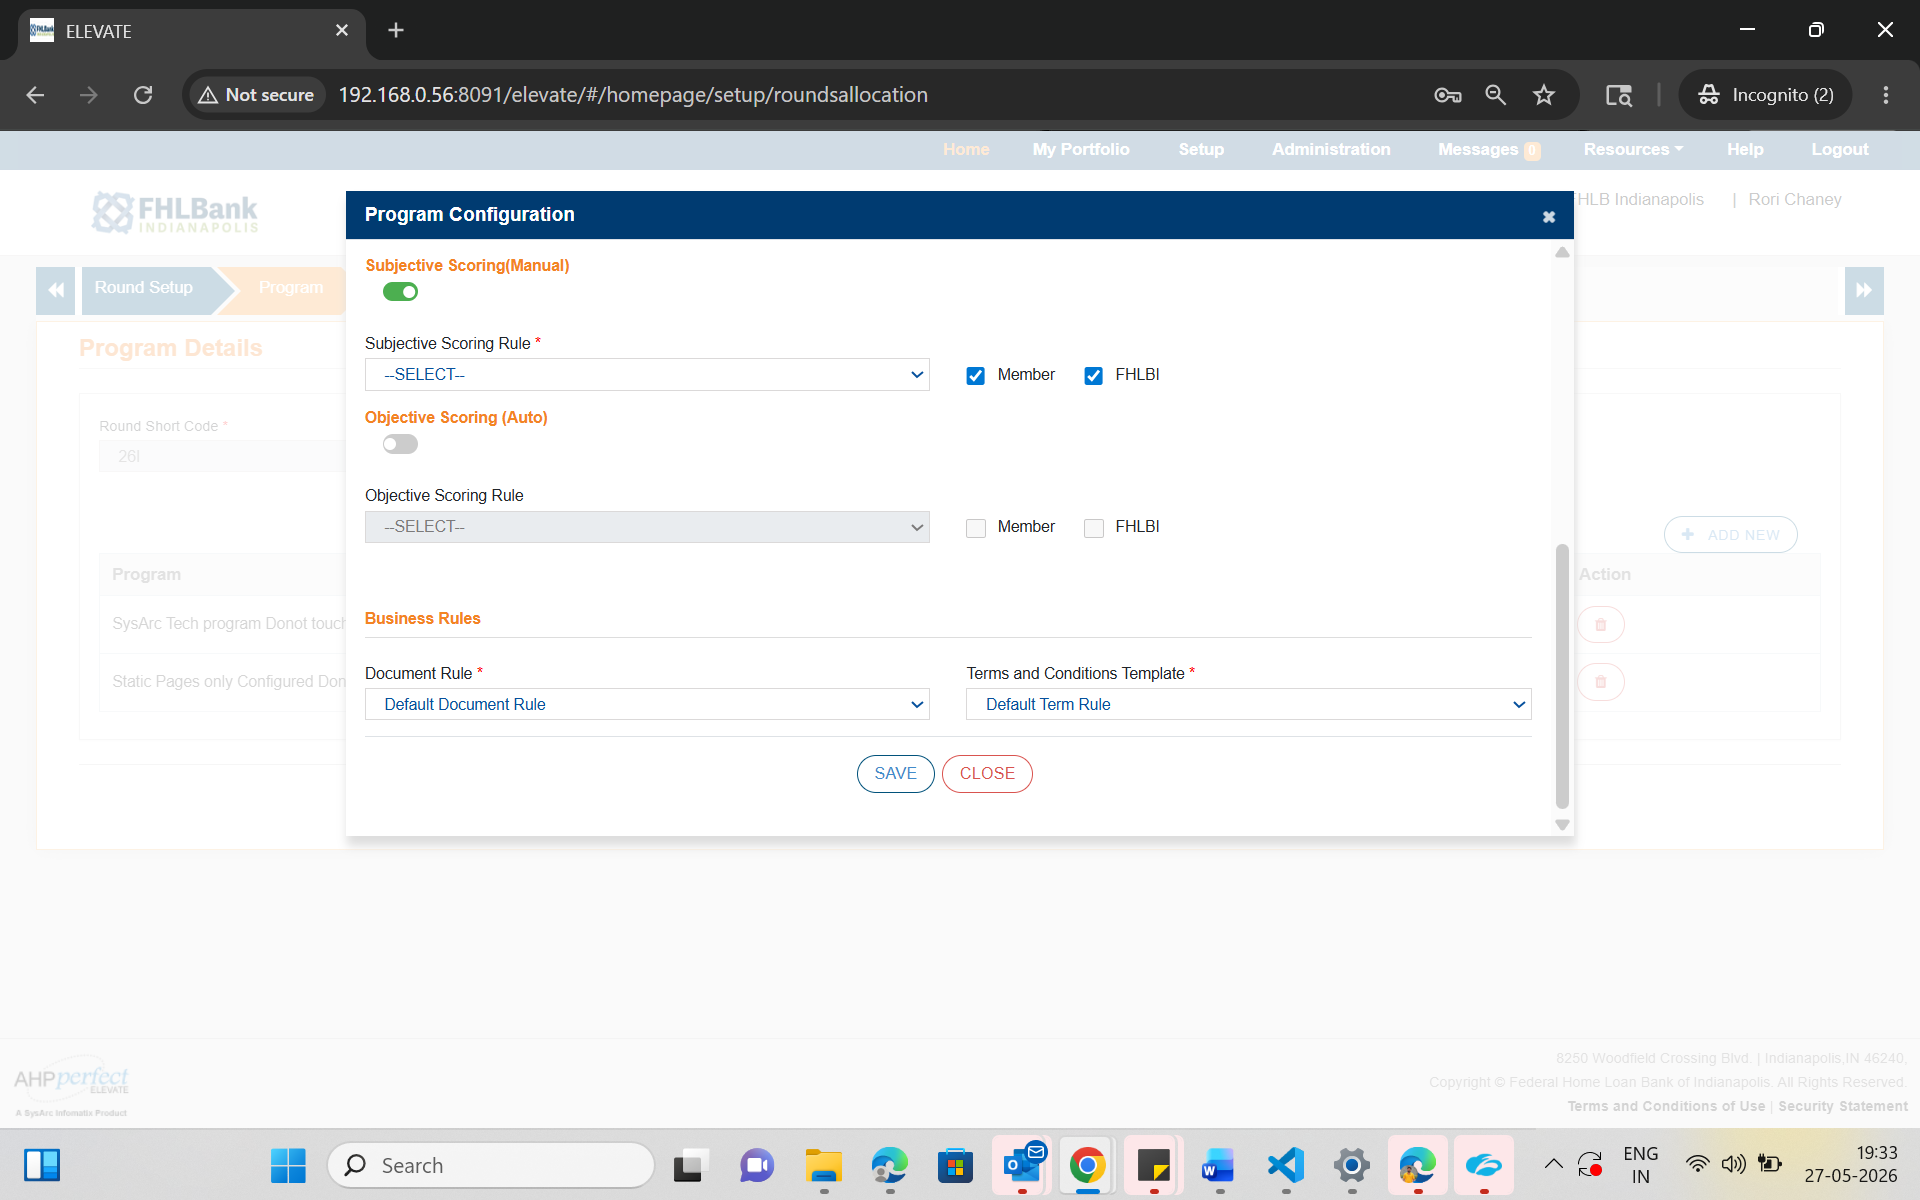 ELEVATE
Not secure
192.168.0.56:8091/elevate/#/homepage/setup/roundsallocation
Incognito (2)
Home
My Portfolio
Setup
Administration
Messages 0
Resources
Help
Logout
FHLBank
INDIANAPOLIS
HLB Indianapolis | Rori Chaney
Program Configuration
Round Setup
Program
Subjective Scoring(Manual)
Program Details
Subjective Scoring Rule *
--SELECT--
Member
FHLBI
Objective Scoring (Auto)
Round Short Code *
26I
Objective Scoring Rule
--SELECT--
Member
FHLBI
ADD NEW
Program
Action
SysArc Tech program Donot touch
Business Rules
Static Pages only Configured Don
Document Rule *
Default Document Rule
Terms and Conditions Template *
Default Term Rule
SAVE
CLOSE
AHPperfect
ELEVATE
A SysArc Infomatix Product
8250 Woodfield Crossing Blvd. | Indianapolis,IN 46240,
Copyright © Federal Home Loan Bank of Indianapolis. All Rights Reserved.
Terms and Conditions of Use | Security Statement
Search
ENG
IN
19:33
27-05-2026